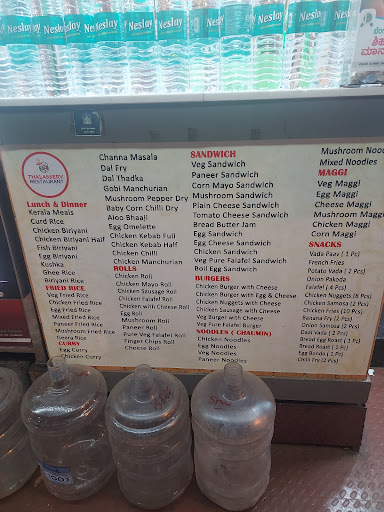 Neslay Neslay Neslay Neslay Neslay Neslay
THALASSERY
RESTAURANT
Lunch & Dinner
Kerala Meals
Curd Rice
Chicken Biriyani
Chicken Biriyani Half
Fish Biriyani
Egg Biriyani
Kushka
Ghee Rice
Biriyani Rice
FRIED RICE
Veg Fried Rice
Chicken Fried Rice
Egg Fried Rice
Mixed Fried Rice
Paneer Fried Rice
Mushroom Fried Rice
Jeera Rice
CURRY
Egg Curry
Chicken Curry
Channa Masala
Dal Fry
Dal Thadka
Gobi Manchurian
Mushroom Pepper Dry
Baby Corn Chilli Dry
Aloo Bhaaji
Egg Omelette
Chicken Kebab Full
Chicken Kebab Half
Chicken Chilli
Chicken Manchurian
ROLLS
Chicken Roll
Chicken Mayo Roll
Chicken Sausage Roll
Chicken Falafel Roll
Chicken with Cheese Roll
Egg Roll
Mushroom Roll
Paneer Roll
Pure Veg Falafel Roll
Finger Chips Roll
Cheese Roll
SANDWICH
Veg Sandwich
Paneer Sandwich
Corn Mayo Sandwich
Mushroom Sandwich
Plain Cheese Sandwich
Tomato Cheese Sandwich
Bread Butter Jam
Egg Sandwich
Egg Cheese Sandwich
Chicken Sandwich
Veg Pure Falafel Sandwich
Boil Egg Sandwich
BURGERS
Chicken Burger with Cheese
Chicken Burger with Egg & Cheese
Chicken Nuggets with Cheese
Chicken Sausage with Cheese
Veg Burger with Cheese
Veg Pure Falafel Burger
NOODLES ( CHAUMIN)
Chicken Noodles
Egg Noodles
Veg Noodles
Paneer Noodles
Mushroom Noo
Mixed Noodles
MAGGI
Veg Maggi
Egg Maggi
Cheese Maggi
Mushroom Maggi
Chicken Maggi
Corn Maggi
SNACKS
Vada Paav ( 1 Pc)
French Fries
Potato Vada ( 2 Pcs)
Onion Pakoda
Falafel ( 4 Pcs)
Chicken Nuggets (8 Pcs)
Chicken Samosa (2 Pcs)
Chicken Fries (10 Pcs)
Banana Fry (2 Pcs)
Onion Samosa (2 Pcs)
Dasi Vada ( 2 Pcs)
Bread Egg Roast ( 1 Pc)
Bread Roast ( 1 Pc)
Egg Bonda ( 1 Pc)
Chilli Fry (2 Pcs)